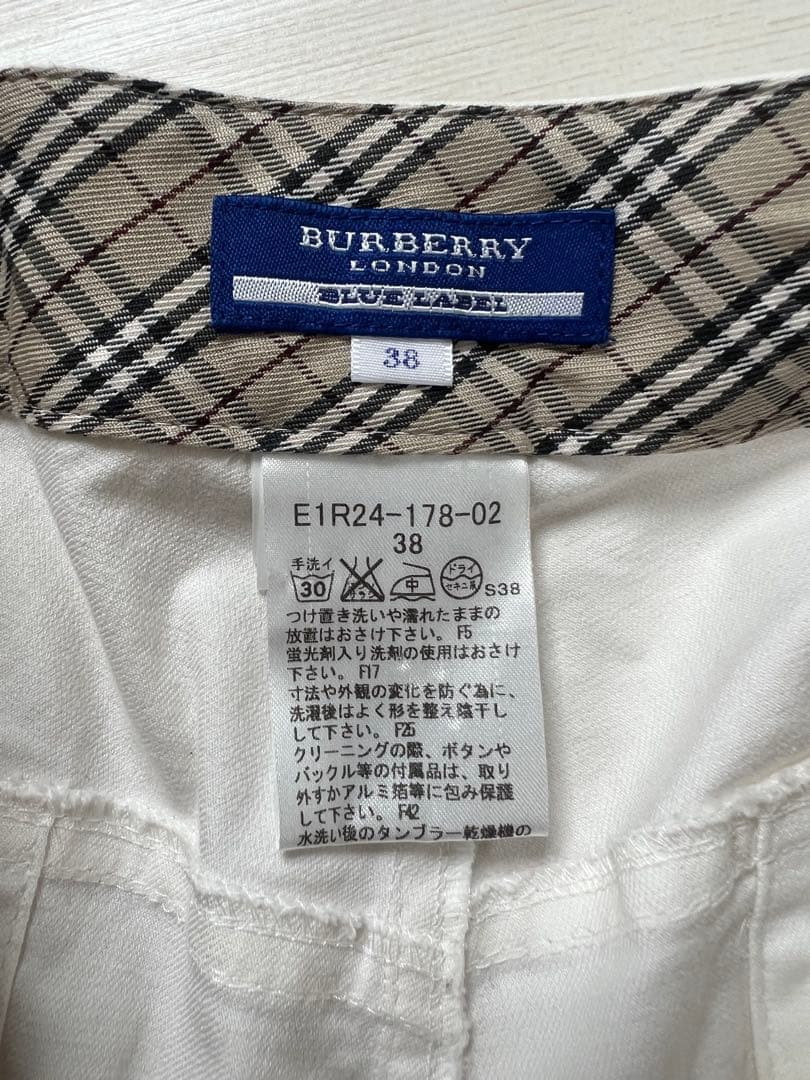 BURBERRY
LONDON
BLUE LABEL
38
E1R24-178-02
38
手洗イ
30
中
ドライ
セキユ系
S38
つけ置き洗いや濡れたままの
放置はおさけ下さい。F5
蛍光剤入り洗剤の使用はおさけ
下さい。F17
寸法や外観の変化を防ぐ為に、
洗濯後はよく形を整え陰干し
して下さい。F25
クリーニングの際、ボタンや
バックル等の付属品は、取り
外すかアルミ箔等に包み保護
して下さい。F42
水洗い後のタンブラー乾燥機の